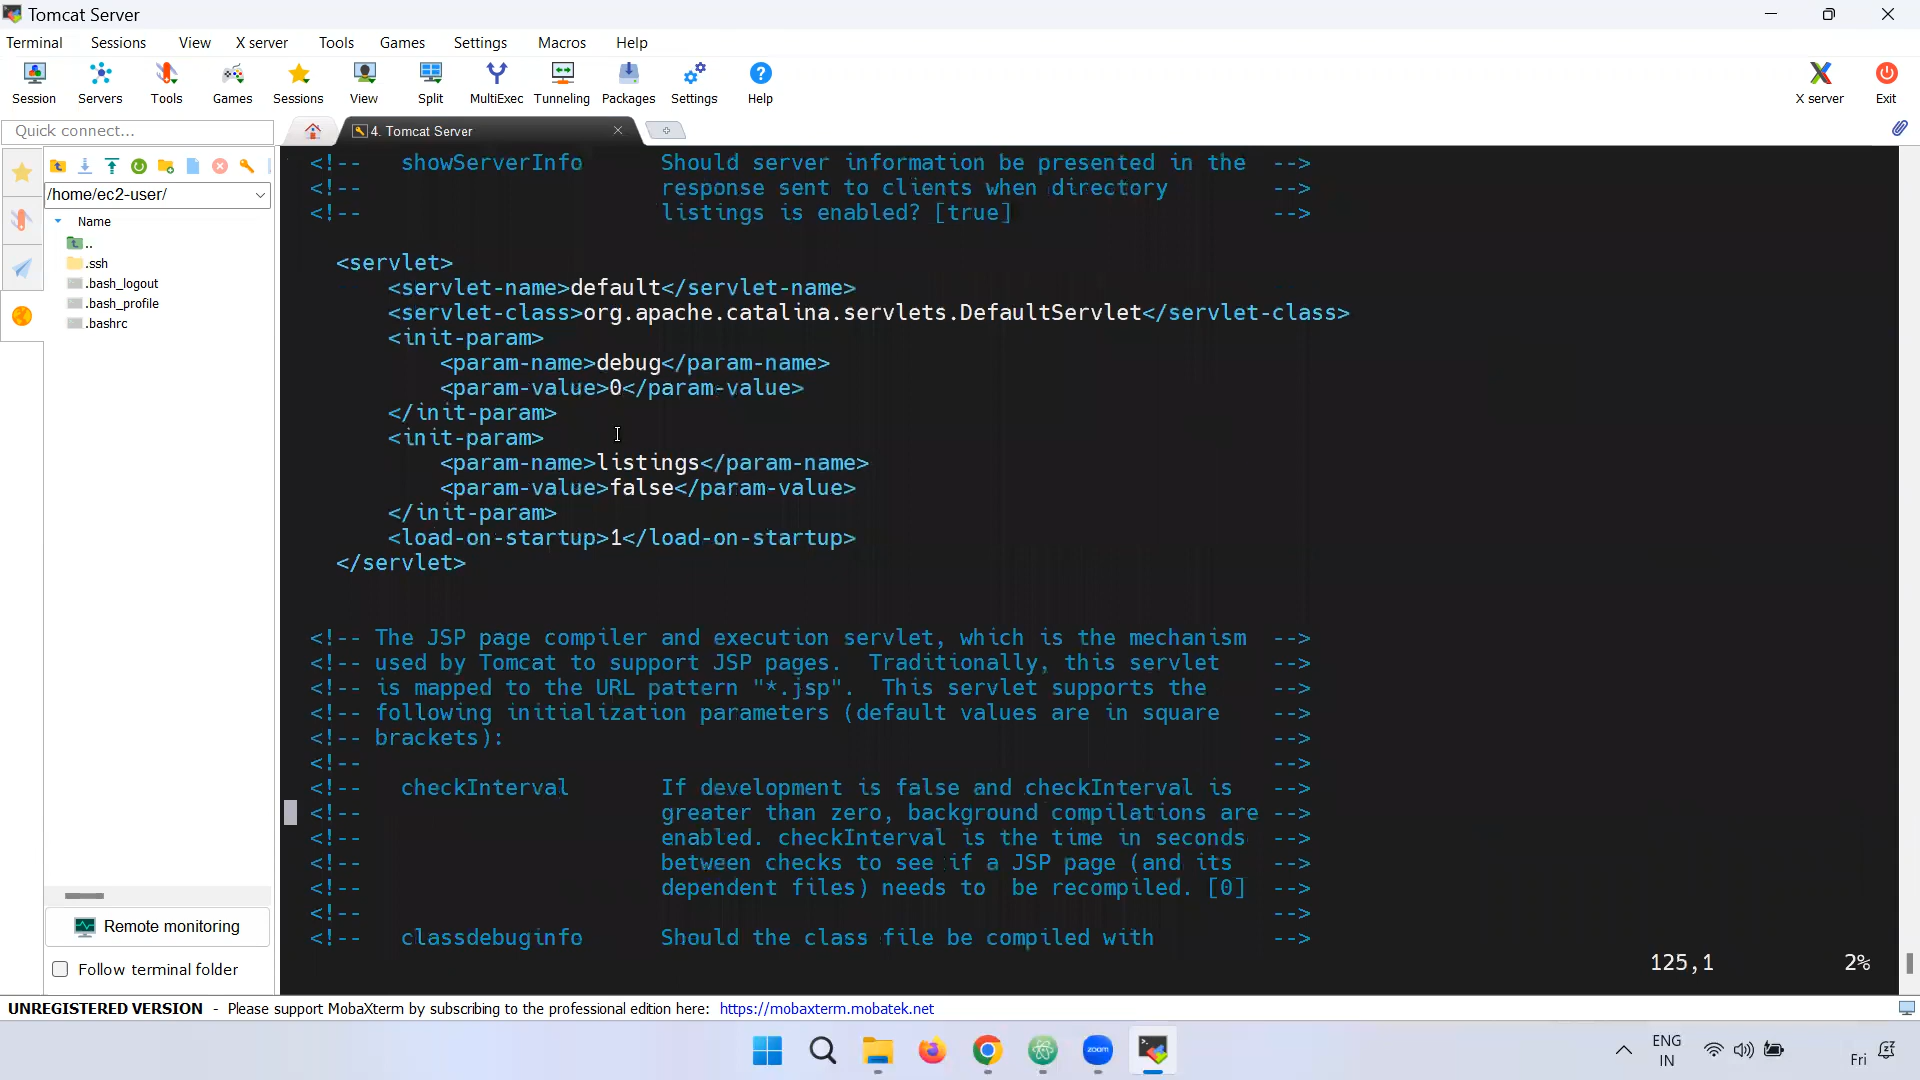 Tomcat Server
Terminal Sessions View X server Tools Games Settings Macros Help
Session Servers Tools Games Sessions View Split MultiExec Tunneling Packages Settings Help X server Exit
Quick connect...
4. Tomcat Server
/home/ec2-user/
Name
..
.ssh
.bash_logout
.bash_profile
.bashrc
Remote monitoring
Follow terminal folder
<!--   showServerInfo      Should server information be presented in the  -->
<!--                       response sent to clients when directory        -->
<!--                       listings is enabled? [true]                    -->
<servlet>
<servlet-name>default</servlet-name>
<servlet-class>org.apache.catalina.servlets.DefaultServlet</servlet-class>
<init-param>
<param-name>debug</param-name>
<param-value>0</param-value>
</init-param>
<init-param>
<param-name>listings</param-name>
<param-value>false</param-value>
</init-param>
<load-on-startup>1</load-on-startup>
</servlet>
<!-- The JSP page compiler and execution servlet, which is the mechanism  -->
<!-- used by Tomcat to support JSP pages.  Traditionally, this servlet    -->
<!-- is mapped to the URL pattern "*.jsp".  This servlet supports the     -->
<!-- following initialization parameters (default values are in square    -->
<!-- brackets):                                                           -->
<!--                                                                      -->
<!--   checkInterval       If development is false and checkInterval is   -->
<!--                       greater than zero, background compilations are -->
<!--                       enabled. checkInterval is the time in seconds  -->
<!--                       between checks to see if a JSP page (and its   -->
<!--                       dependent files) needs to  be recompiled. [0]  -->
<!--                                                                      -->
<!--   classdebuginfo      Should the class file be compiled with         -->
125,1 2%
UNREGISTERED VERSION - Please support MobaXterm by subscribing to the professional edition here: https://mobaxterm.mobatek.net
zoom
ENG
IN
Fri